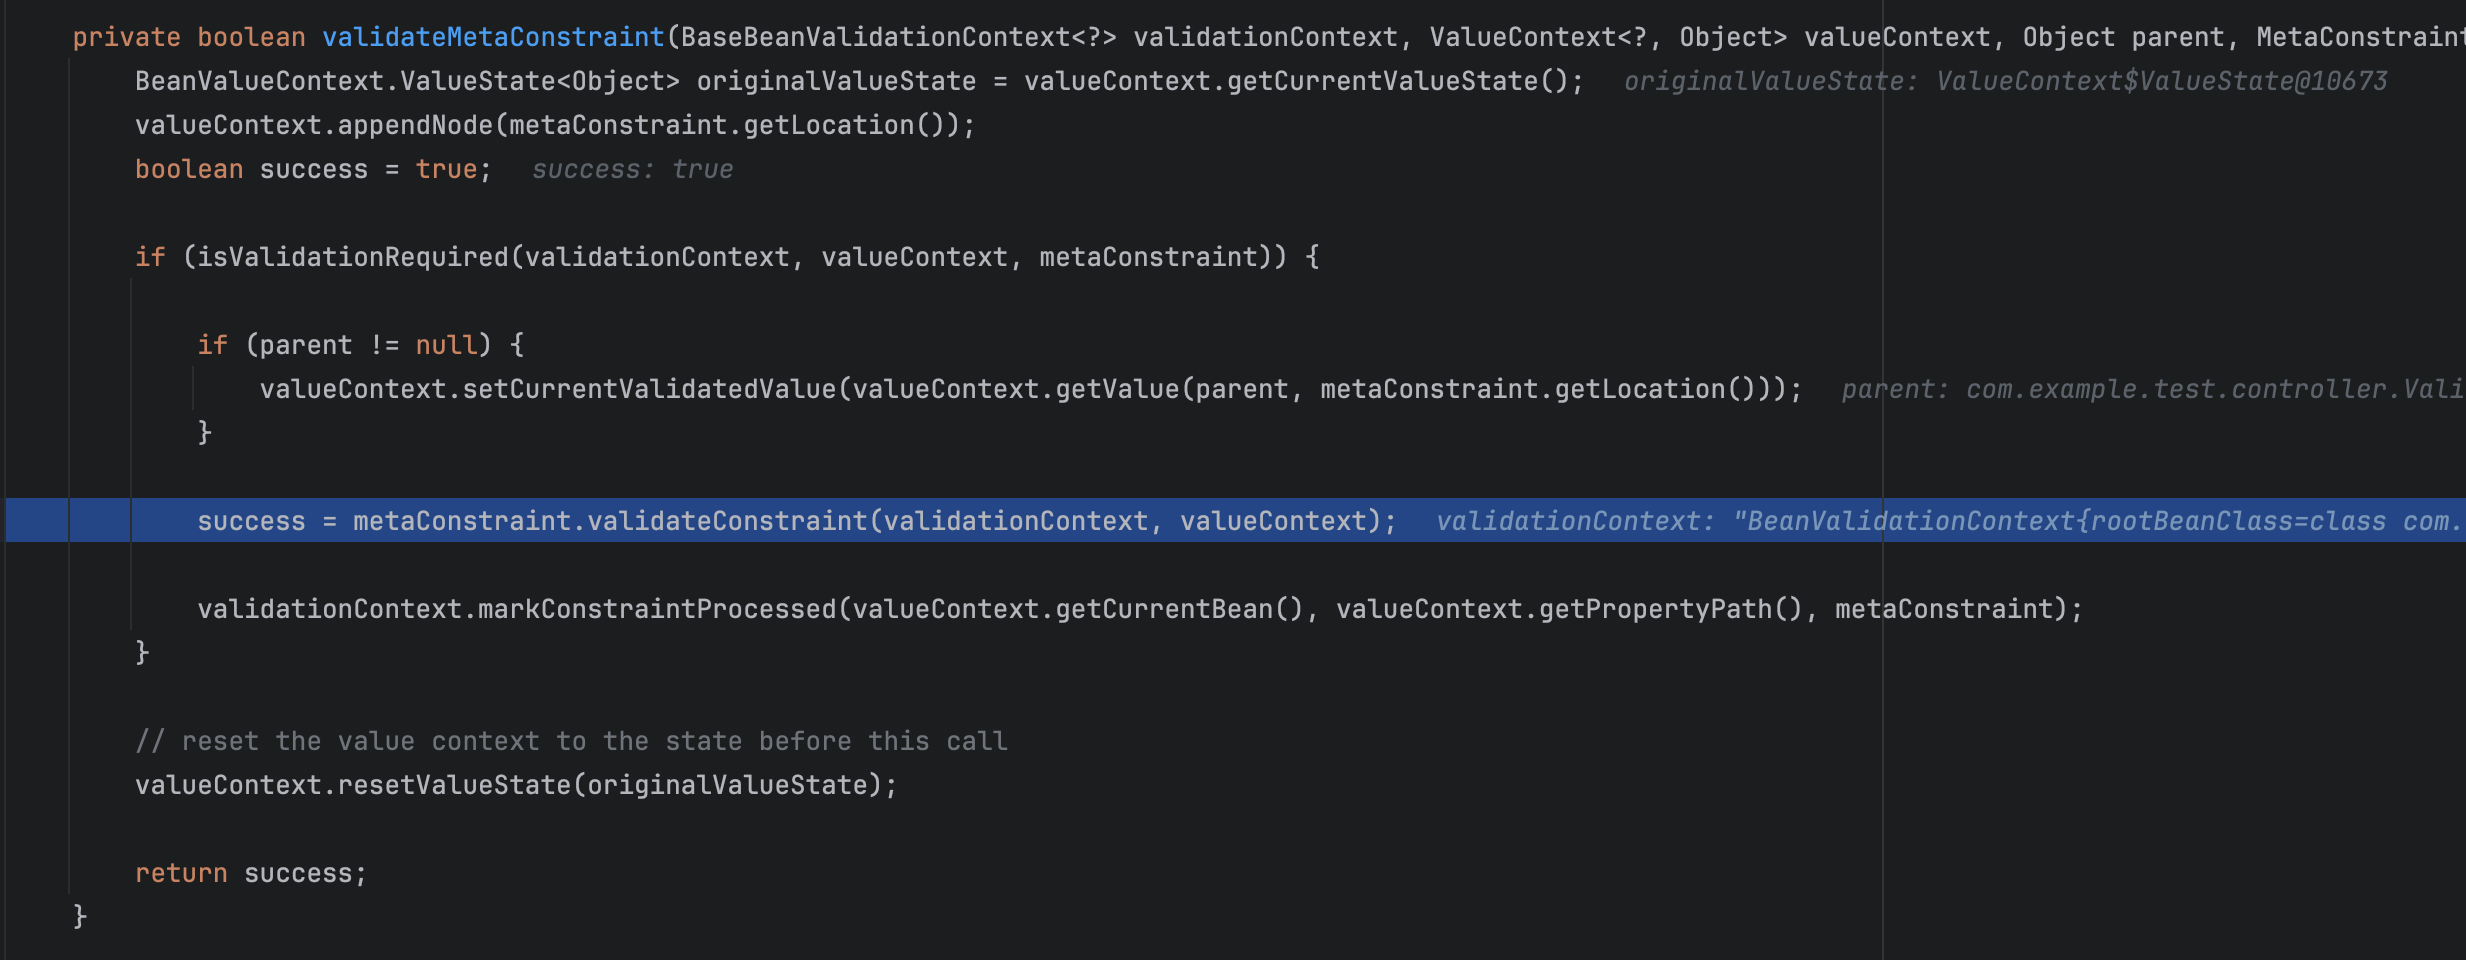 private boolean validateMetaConstraint(BaseBeanValidationContext<?> validationContext, ValueContext<?, Object> valueContext, Object parent, MetaConstraint
BeanValueContext.ValueState<Object> originalValueState = valueContext.getCurrentValueState(); originalValueState: ValueContext$ValueState@10673
valueContext.appendNode(metaConstraint.getLocation());
boolean success = true; success: true
if (isValidationRequired(validationContext, valueContext, metaConstraint)) {
if (parent != null) {
valueContext.setCurrentValidatedValue(valueContext.getValue(parent, metaConstraint.getLocation())); parent: com.example.test.controller.Vali
}
success = metaConstraint.validateConstraint(validationContext, valueContext); validationContext: "BeanValidationContext{rootBeanClass=class com.
validationContext.markConstraintProcessed(valueContext.getCurrentBean(), valueContext.getPropertyPath(), metaConstraint);
}
// reset the value context to the state before this call
valueContext.resetValueState(originalValueState);
return success;
}